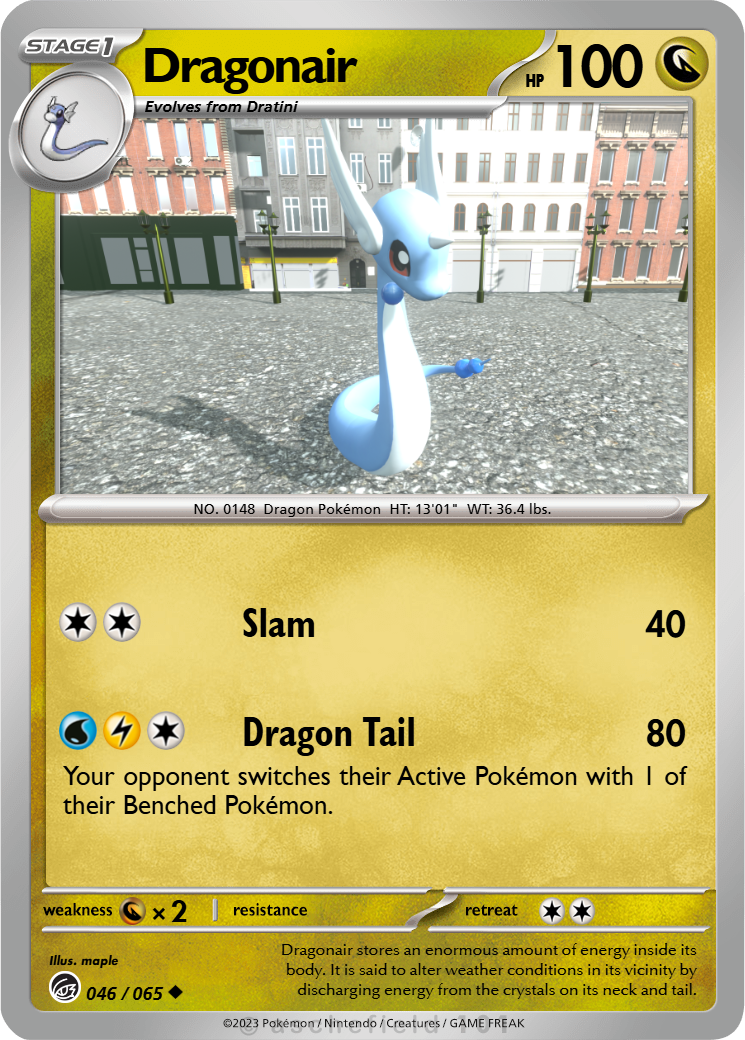 STAGE 1
Dragonair
HP 100
Evolves from Dratini
NO. 0148 Dragon Pokémon HT: 13'01" WT: 36.4 lbs.
Slam 40
Dragon Tail 80
Your opponent switches their Active Pokémon with 1 of
their Benched Pokémon.
weakness × 2 resistance retreat
Illus. maple
Dragonair stores an enormous amount of energy inside its
body. It is said to alter weather conditions in its vicinity by
discharging energy from the crystals on its neck and tail.
046 / 065
©2023 Pokémon / Nintendo / Creatures / GAME FREAK